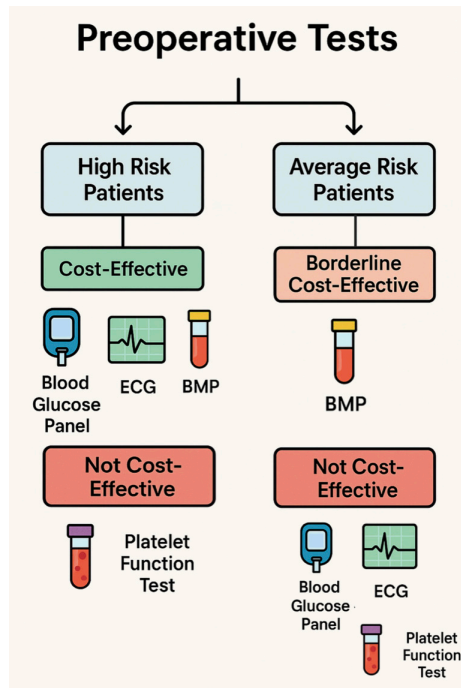 Preoperative Tests
High Risk
Patients
Cost-Effective
Blood
Glucose
Panel
ECG
BMP
Not Cost-
Effective
Platelet
Function
Test
Average Risk
Patients
Borderline
Cost-Effective
BMP
Not Cost-
Effective
Blood
Glucose
Panel
ECG
Platelet
Function
Test